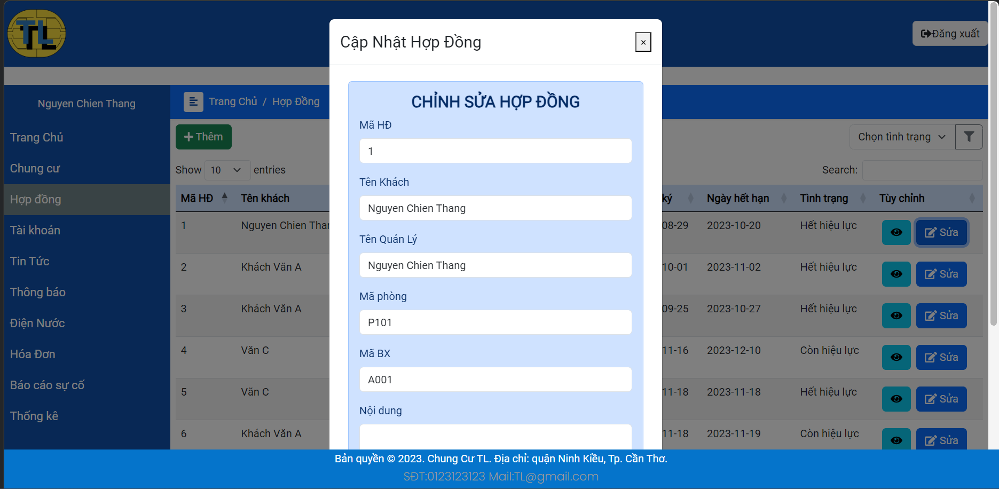 TL
Đăng xuất
Cập Nhật Hợp Đồng
×
Nguyen Chien Thang
Trang Chủ
Chung cư
Hợp đồng
Tài khoản
Tin Tức
Thông báo
Điện Nước
Hóa Đơn
Báo cáo sự cố
Thống kê
Trang Chủ / Hợp Đồng
Thêm
Chọn tình trạng
Show 10 entries
Search:
Mã HĐ Tên khách ký Ngày hết hạn Tình trạng Tùy chỉnh
1 Nguyen Chien Than 08-29 2023-10-20 Hết hiệu lực Sửa
2 Khách Văn A 10-01 2023-11-02 Hết hiệu lực Sửa
3 Khách Văn A 09-25 2023-10-27 Hết hiệu lực Sửa
4 Văn C 11-16 2023-12-10 Còn hiệu lực Sửa
5 Văn C 11-18 2023-11-18 Hết hiệu lực Sửa
6 Khách Văn A 11-18 2023-11-19 Còn hiệu lực Sửa
CHỈNH SỬA HỢP ĐỒNG
Mã HĐ
1
Tên Khách
Nguyen Chien Thang
Tên Quản Lý
Nguyen Chien Thang
Mã phòng
P101
Mã BX
A001
Nội dung
Bản quyền © 2023. Chung Cư TL. Địa chỉ: quận Ninh Kiều, Tp. Cần Thơ.
SĐT:0123123123 Mail:TL@gmail.com